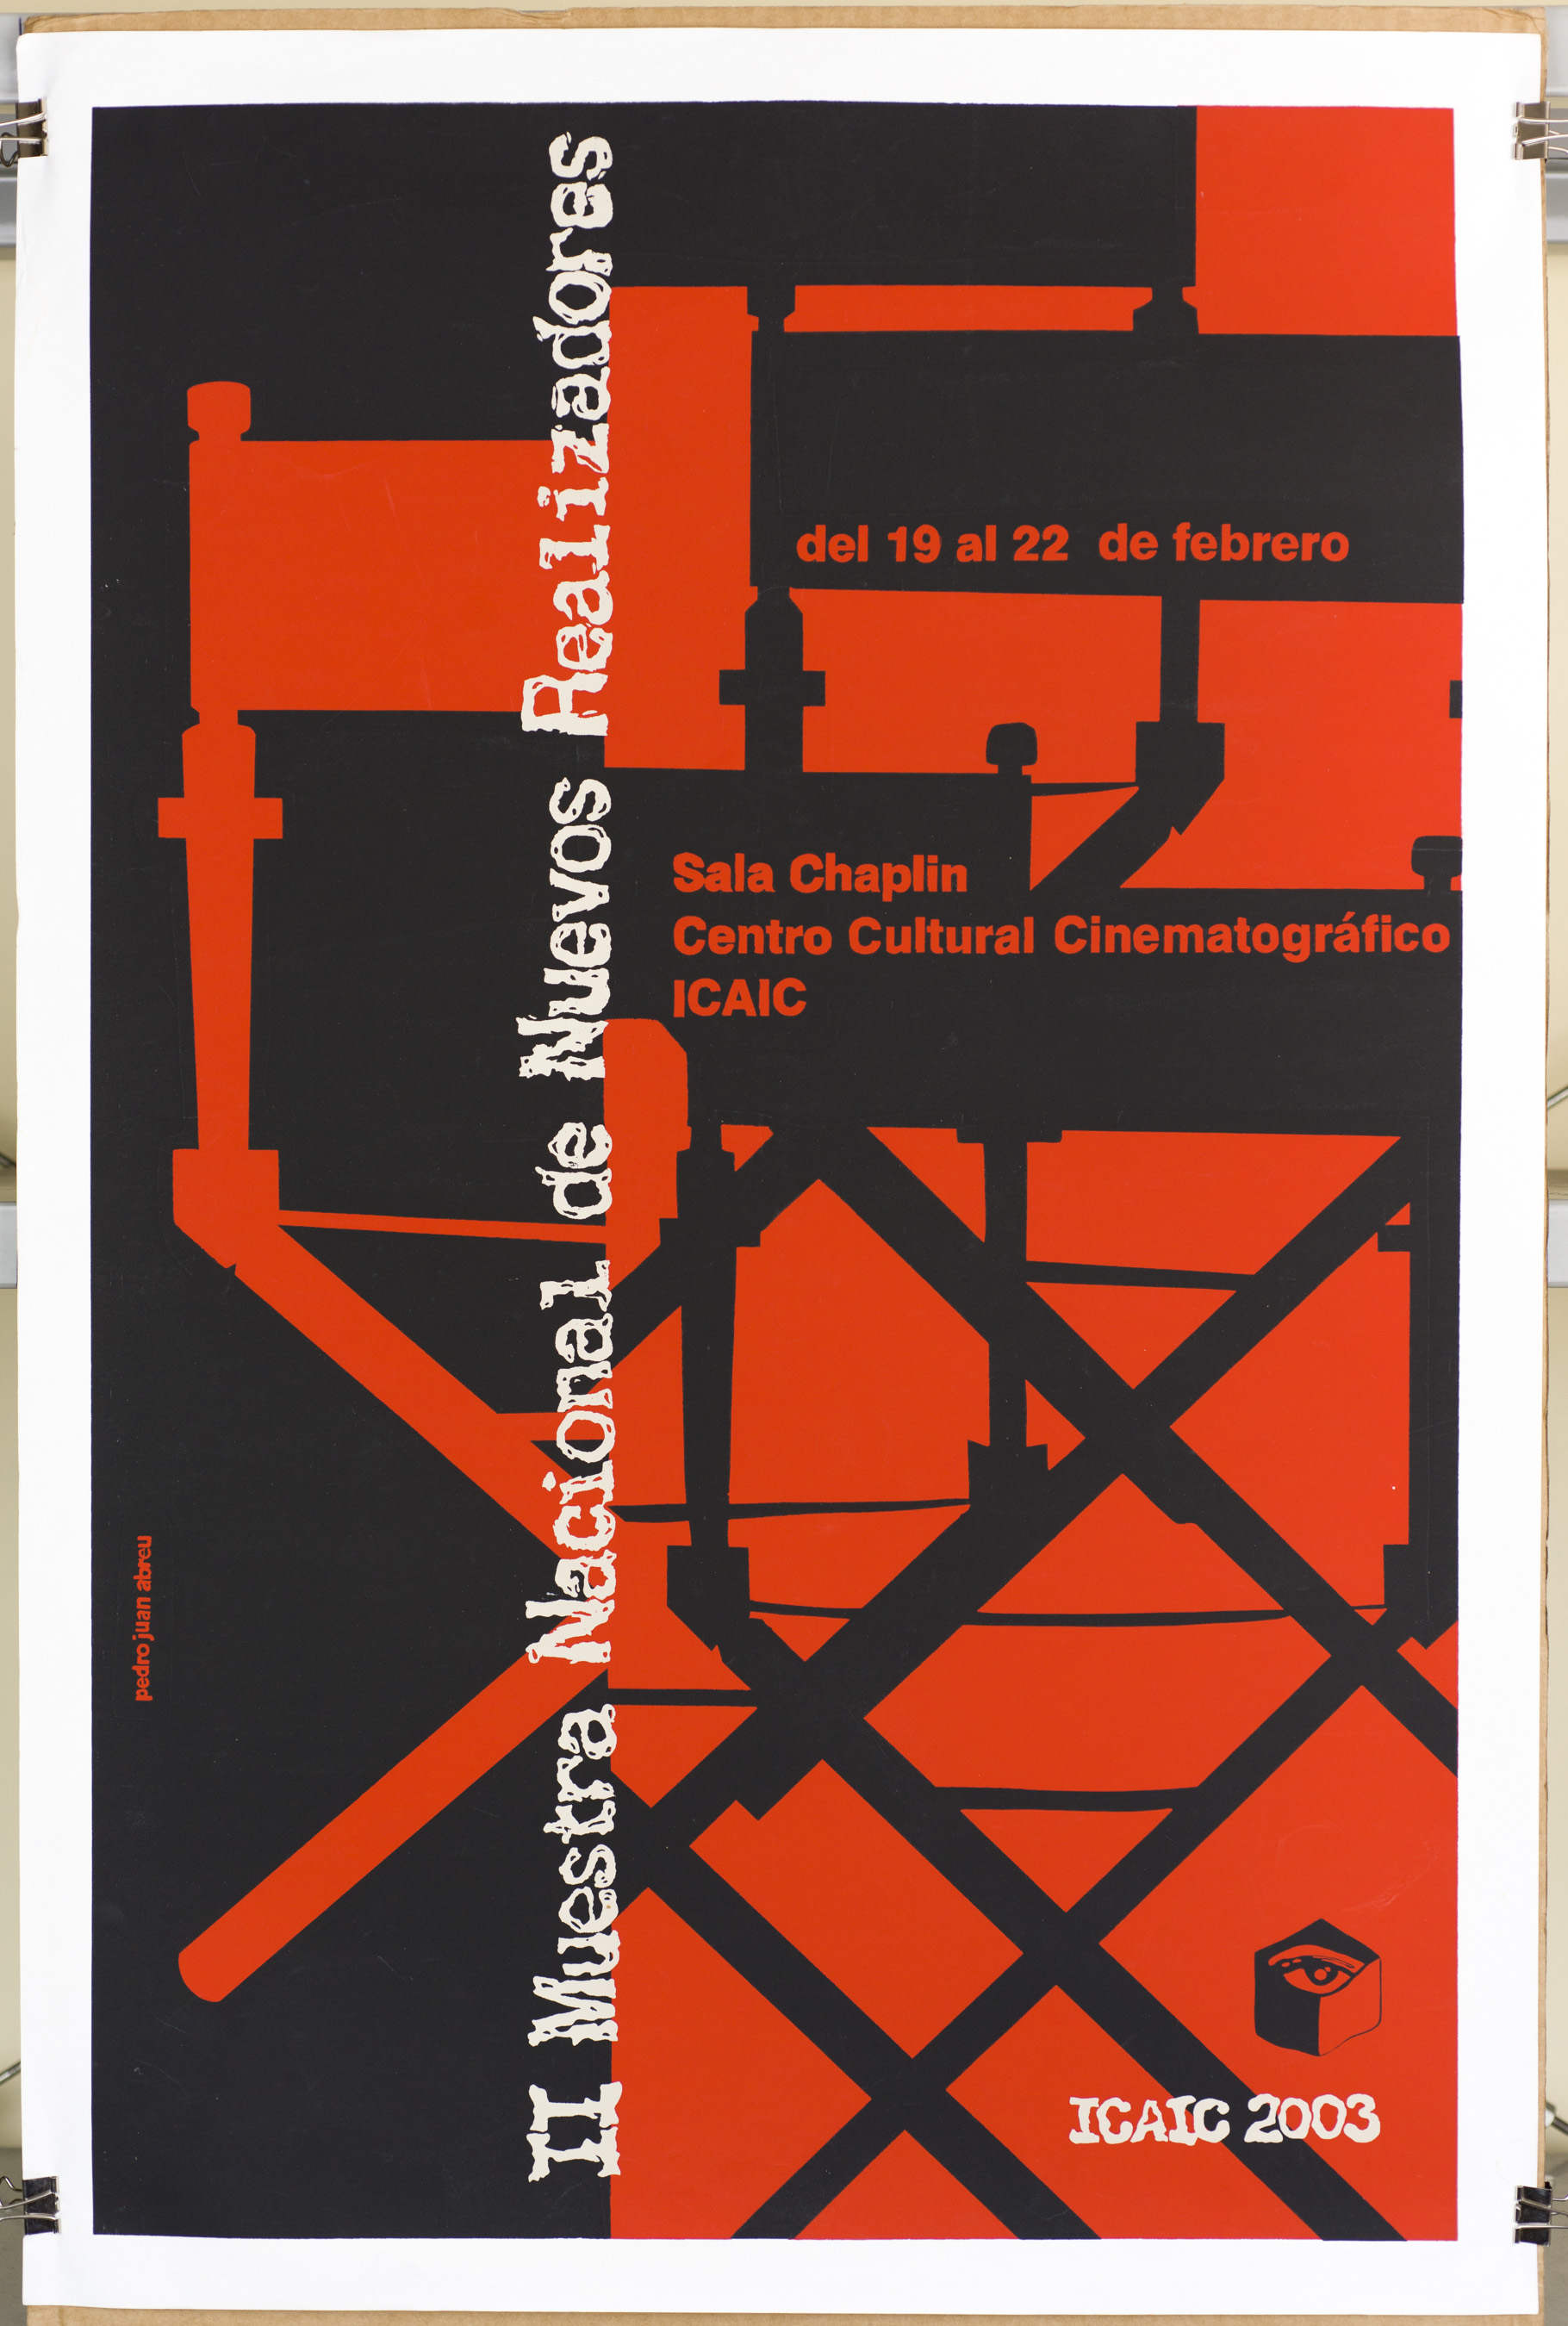 II Muestra Nacional de Nuevos Realizadores
del 19 al 22 de febrero
Sala Chaplin
Centro Cultural Cinematográfico
ICAIC
pedro juan abreu
ICAIC 2003